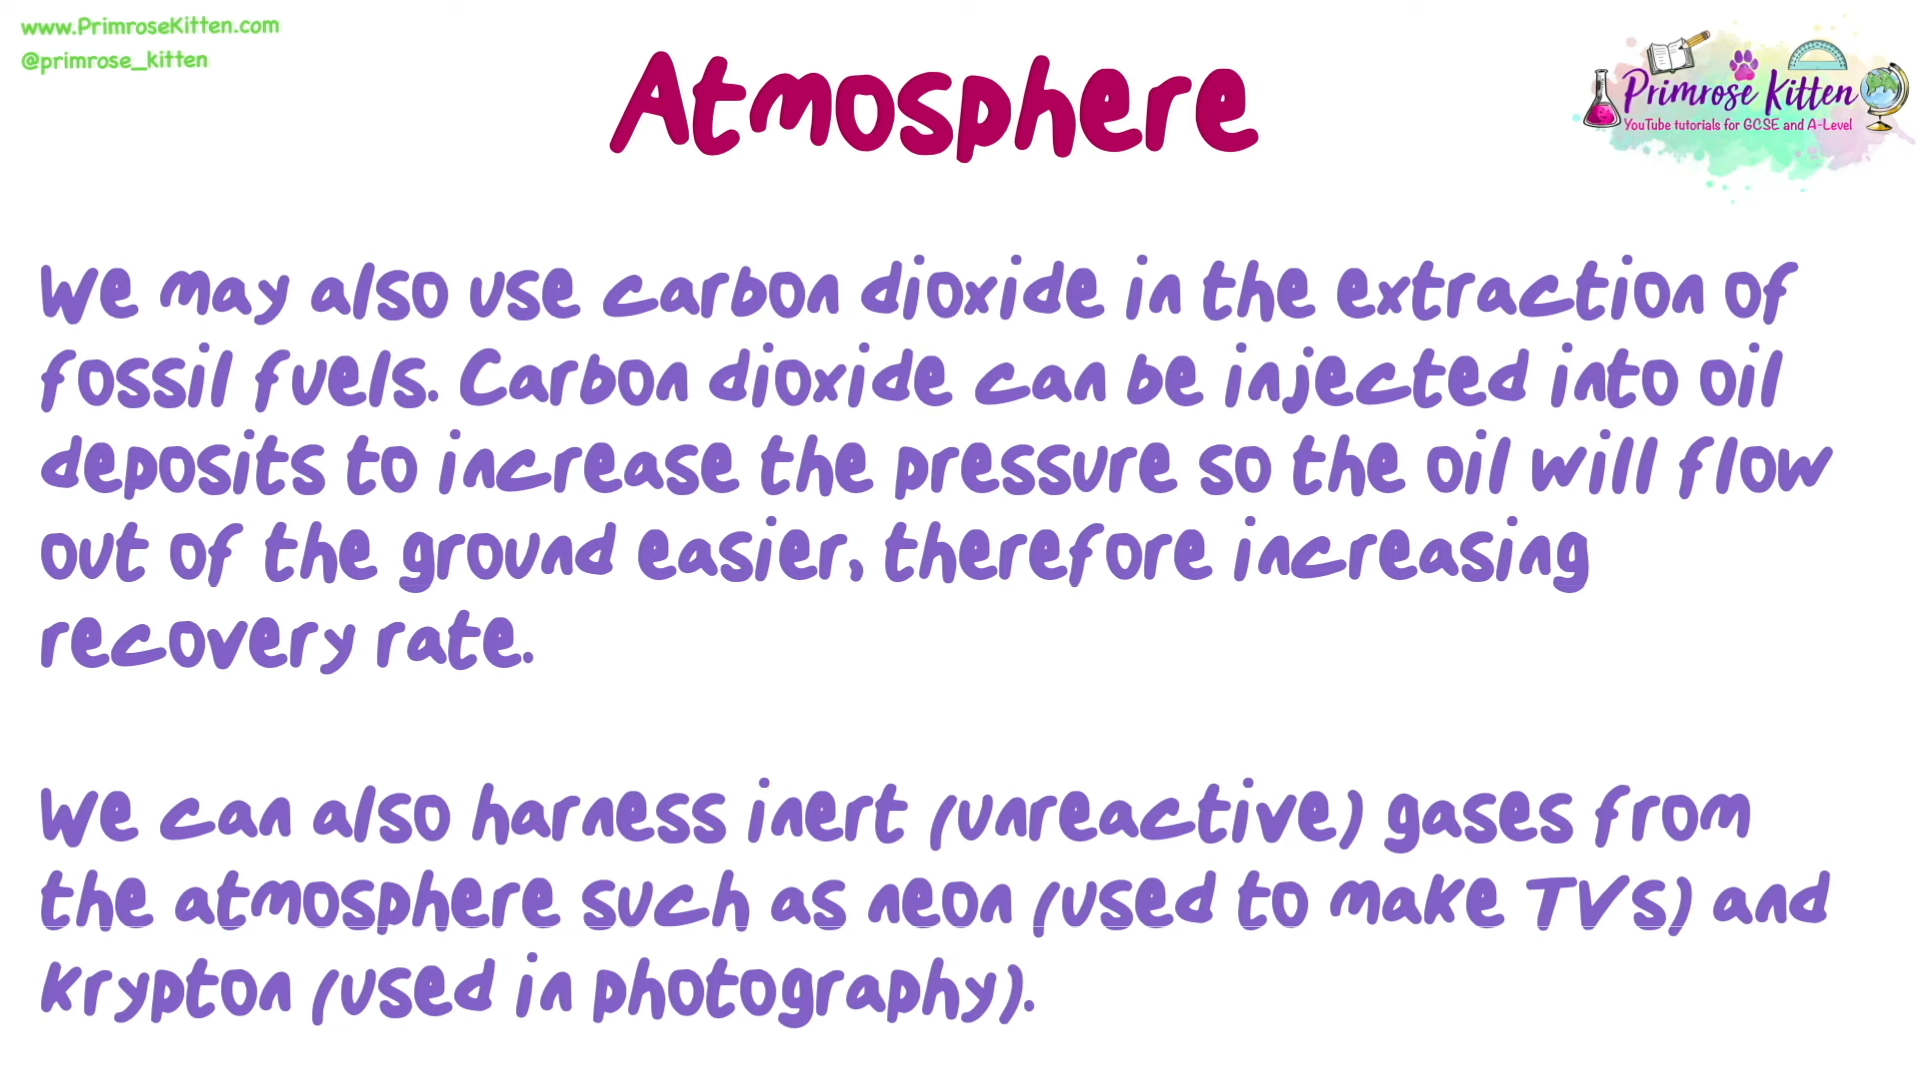 www.PrimroseKitten.com
@primrose_kitten
Atmosphere
Primrose Kitten
YouTube tutorials for GCSE and A-Level
We may also use carbon dioxide in the extraction of
fossil fuels. Carbon dioxide can be injected into oil
deposits to increase the pressure so the oil will flow
out of the ground easier, therefore increasing
recovery rate.
We can also harness inert (unreactive) gases from
the atmosphere such as neon (used to make TVs) and
Krypton (used in photography).